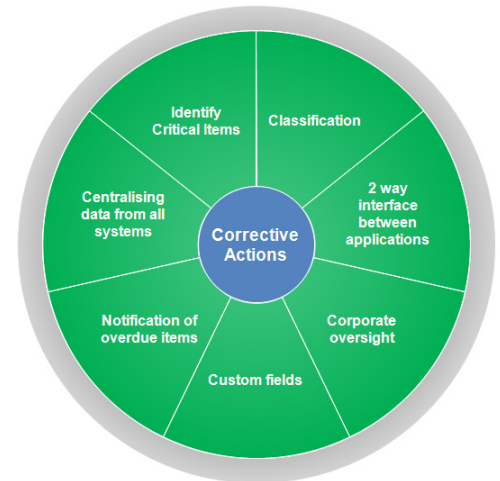 Identify
Critical Items
Classification
Centralising
data from all
systems
2 way
interface
between
applications
Corrective
Actions
Notification of
overdue items
Corporate
oversight
Custom fields